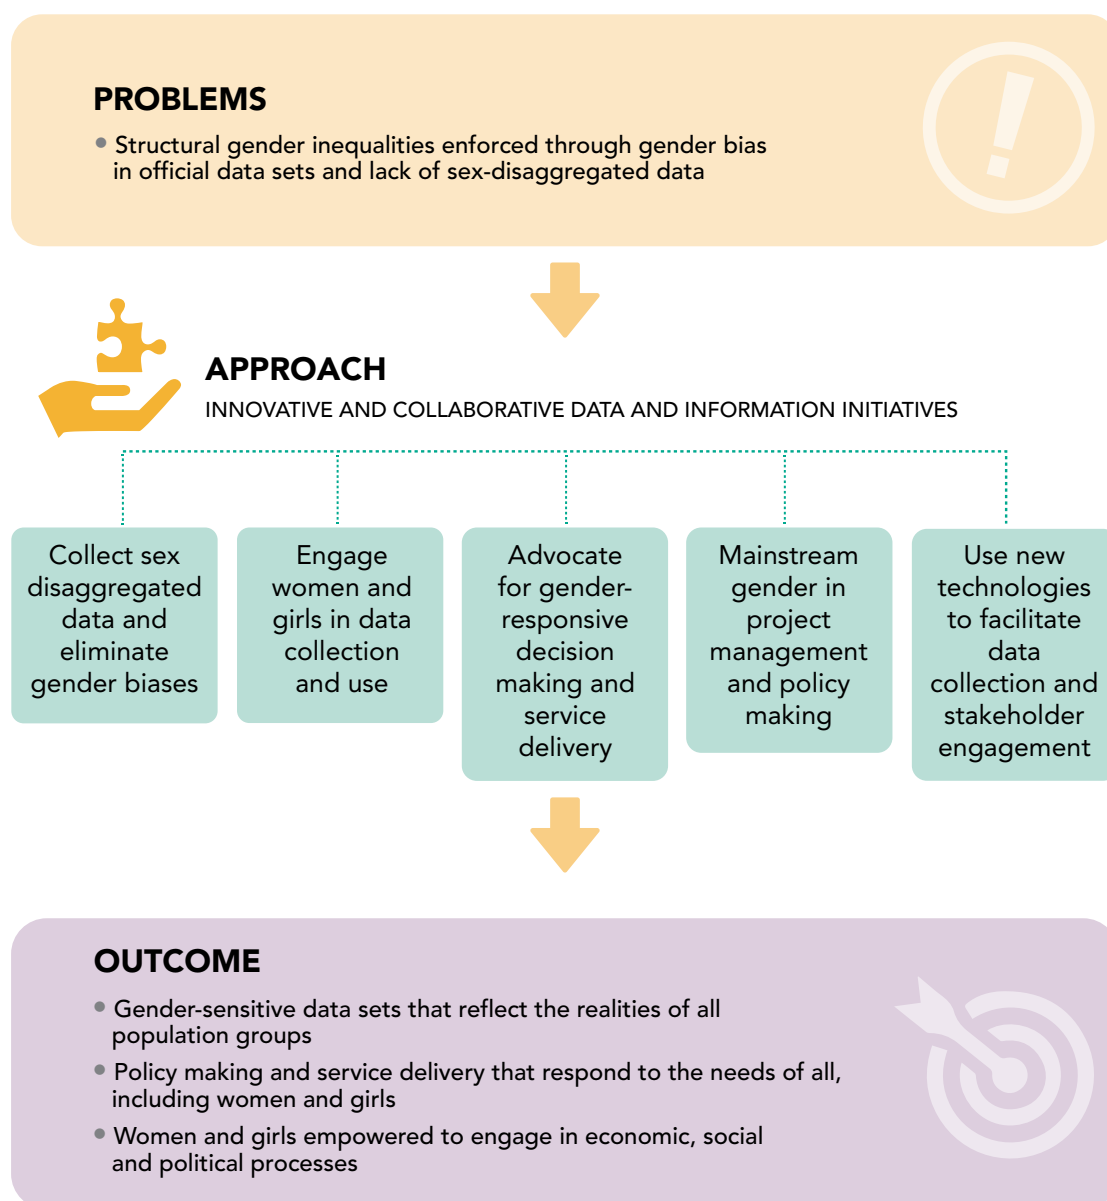 PROBLEMS
• Structural gender inequalities enforced through gender bias
in official data sets and lack of sex-disaggregated data
APPROACH
INNOVATIVE AND COLLABORATIVE DATA AND INFORMATION INITIATIVES
Collect sex
disaggregated
data and
eliminate
gender biases
Engage
women and
girls in data
collection
and use
Advocate
for gender-
responsive
decision
making and
service
delivery
Mainstream
gender in
project
management
and policy
making
Use new
technologies
to facilitate
data
collection and
stakeholder
engagement
OUTCOME
• Gender-sensitive data sets that reflect the realities of all
population groups
• Policy making and service delivery that respond to the needs of all,
including women and girls
• Women and girls empowered to engage in economic, social
and political processes